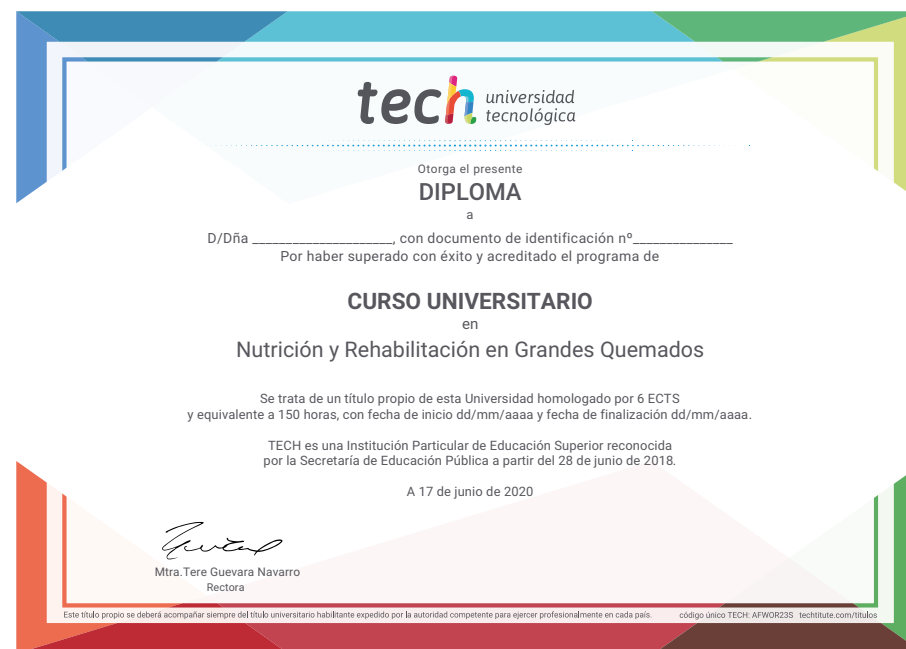 tech universidad
tecnológica
Otorga el presente
DIPLOMA
a
D/Dña ______________________, con documento de identificación nº________________
Por haber superado con éxito y acreditado el programa de
CURSO UNIVERSITARIO
en
Nutrición y Rehabilitación en Grandes Quemados
Se trata de un título propio de esta Universidad homologado por 6 ECTS
y equivalente a 150 horas, con fecha de inicio dd/mm/aaaa y fecha de finalización dd/mm/aaaa.
TECH es una Institución Particular de Educación Superior reconocida
por la Secretaría de Educación Pública a partir del 28 de junio de 2018.
A 17 de junio de 2020
Mtra.Tere Guevara Navarro
Rectora
Este título propio se deberá acompañar siempre del título universitario habilitante expedido por la autoridad competente para ejercer profesionalmente en cada país. código único TECH: AFWOR23S techtitute.com/titulos